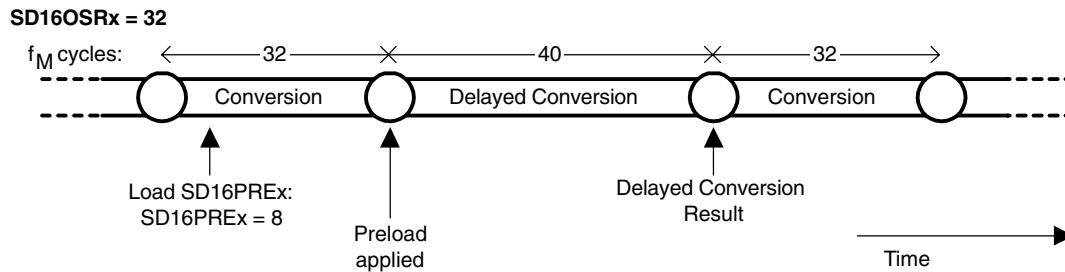 SD16OSRx = 32
fM cycles: 32 40 32
Conversion Delayed Conversion Conversion
Load SD16PREx:
SD16PREx = 8
Preload
applied
Delayed Conversion
Result
Time